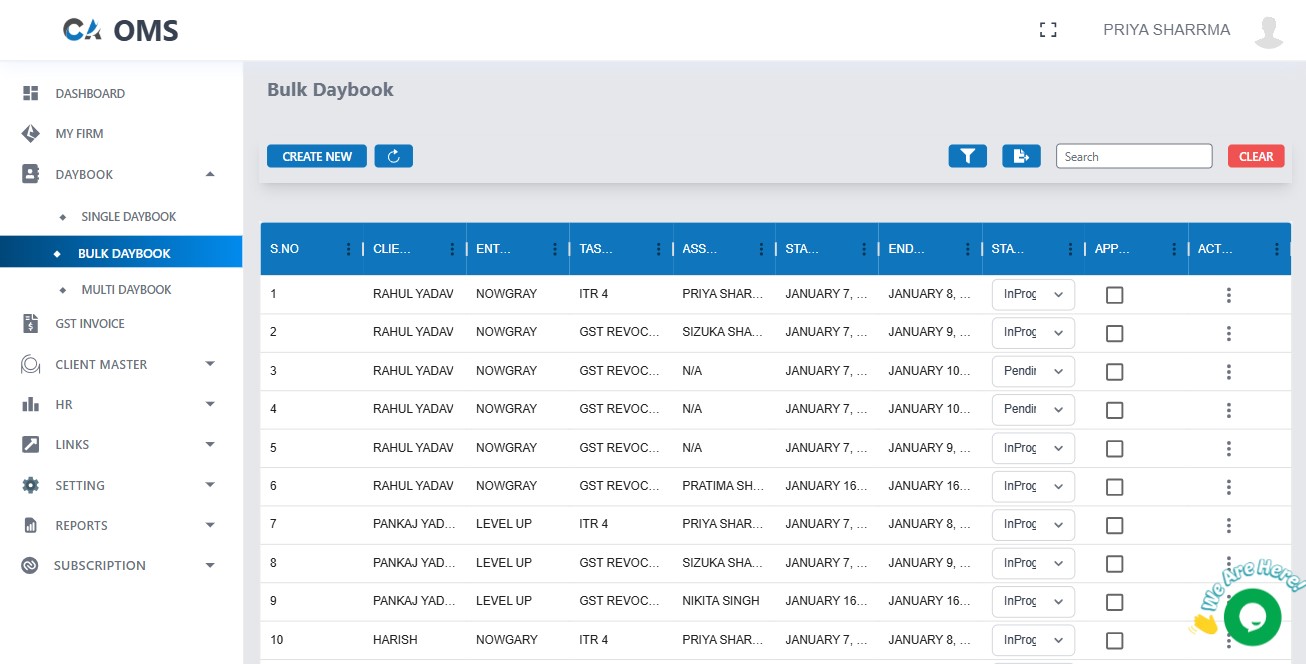 CA OMS
PRIYA SHARRMA
DASHBOARD
MY FIRM
DAYBOOK
SINGLE DAYBOOK
BULK DAYBOOK
MULTI DAYBOOK
GST INVOICE
CLIENT MASTER
HR
LINKS
SETTING
REPORTS
SUBSCRIPTION
Bulk Daybook
CREATE NEW
Search
CLEAR
S.NO CLIE... ENT... TAS... ASS... STA... END... STA... APP... ACT...
1 RAHUL YADAV NOWGRAY ITR 4 PRIYA SHAR... JANUARY 7, ... JANUARY 8, ... InProg
2 RAHUL YADAV NOWGRAY GST REVOC... SIZUKA SHA... JANUARY 7, ... JANUARY 9, ... InProg
3 RAHUL YADAV NOWGRAY GST REVOC... N/A JANUARY 7, ... JANUARY 10... Pendin
4 RAHUL YADAV NOWGRAY GST REVOC... N/A JANUARY 7, ... JANUARY 10... Pendin
5 RAHUL YADAV NOWGRAY GST REVOC... N/A JANUARY 7, ... JANUARY 9, ... InProg
6 RAHUL YADAV NOWGRAY GST REVOC... PRATIMA SH... JANUARY 16... JANUARY 16... InProg
7 PANKAJ YAD... LEVEL UP ITR 4 PRIYA SHAR... JANUARY 7, ... JANUARY 8, ... InProg
8 PANKAJ YAD... LEVEL UP GST REVOC... SIZUKA SHA... JANUARY 7, ... JANUARY 9, ... InProg
9 PANKAJ YAD... LEVEL UP GST REVOC... NIKITA SINGH JANUARY 16... JANUARY 16... InProg
10 HARISH NOWGARY ITR 4 PRIYA SHAR... JANUARY 7, ... JANUARY 8, ... InProg
We Are Here!